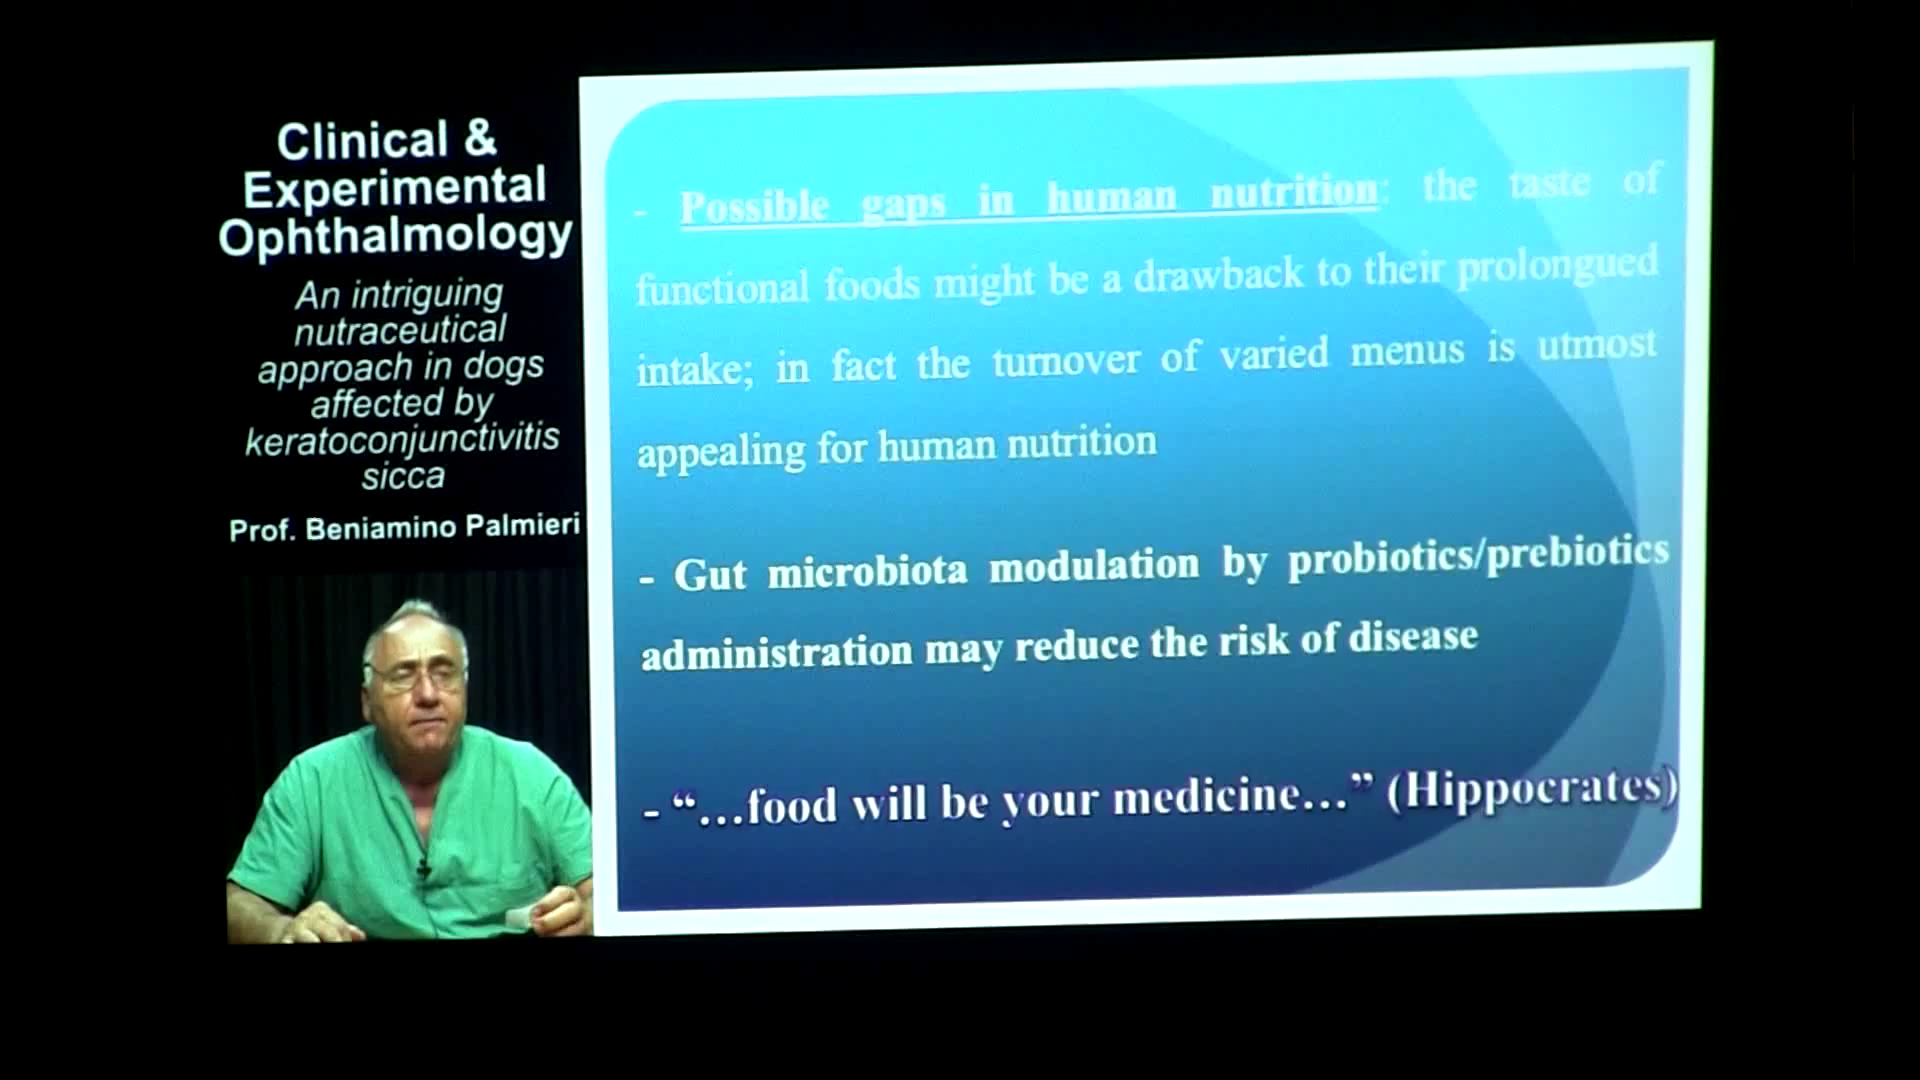 Clinical &
Experimental
Ophthalmology
An intriguing
nutraceutical
approach in dogs
affected by
keratoconjunctivitis
sicca
Prof. Beniamino Palmieri
- Possible gaps in human nutrition: the taste of
functional foods might be a drawback to their prolongued
intake; in fact the turnover of varied menus is utmost
appealing for human nutrition
- Gut microbiota modulation by probiotics/prebiotics
administration may reduce the risk of disease
- “...food will be your medicine...” (Hippocrates)